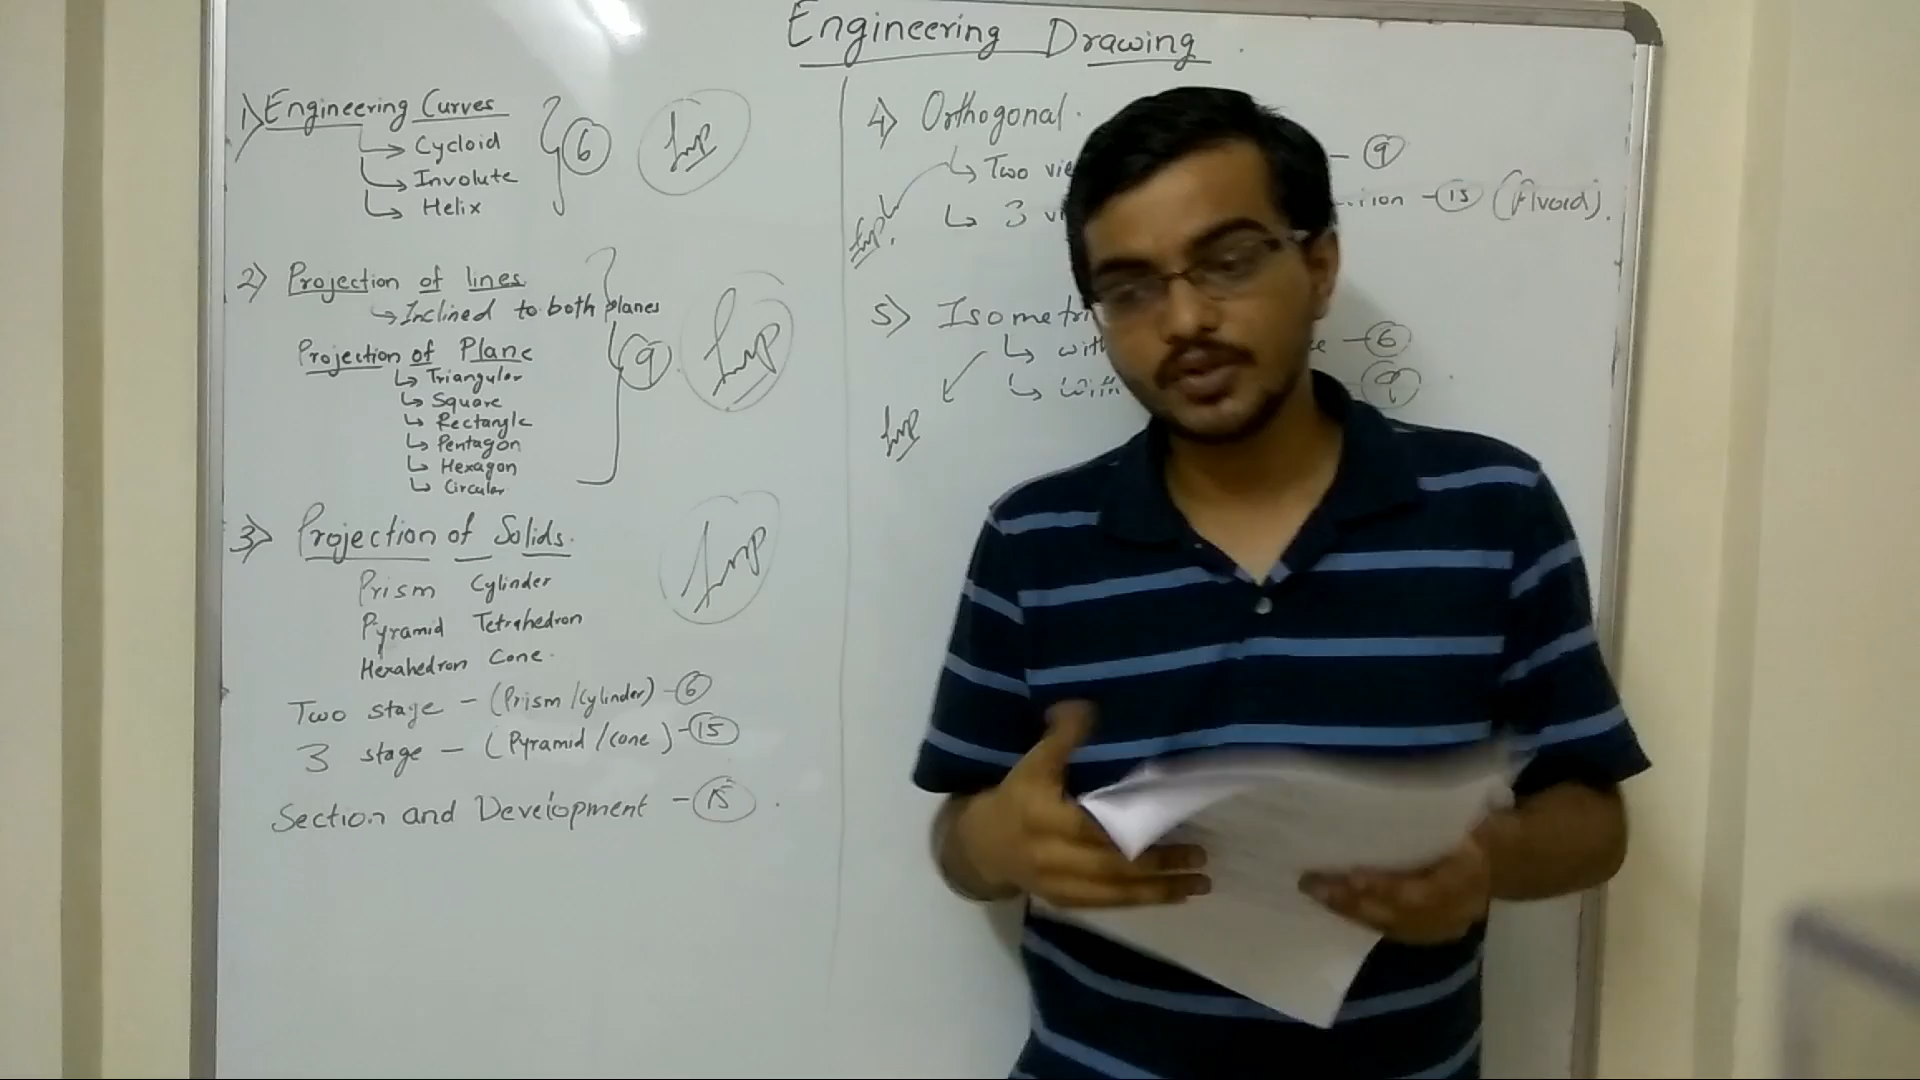 Engineering Drawing
1) Engineering Curves
Cycloid
Involute
Helix
6
Imp
2) Projection of lines
Inclined to both planes
Projection of Plane
Triangular
Square
Rectangle
Pentagon
Hexagon
Circular
9
Imp
3) Projection of Solids.
Imp
Prism Cylinder
Pyramid Tetrahedron
Hexahedron Cone.
Two stage - (Prism/Cylinder) - 6
3 stage - (Pyramid/Cone) - 15
Section and Development - 15
4) Orthogonal.
Two - 9
3 - 15 (Avoid).
Imp.
5)
- 6
9
Imp